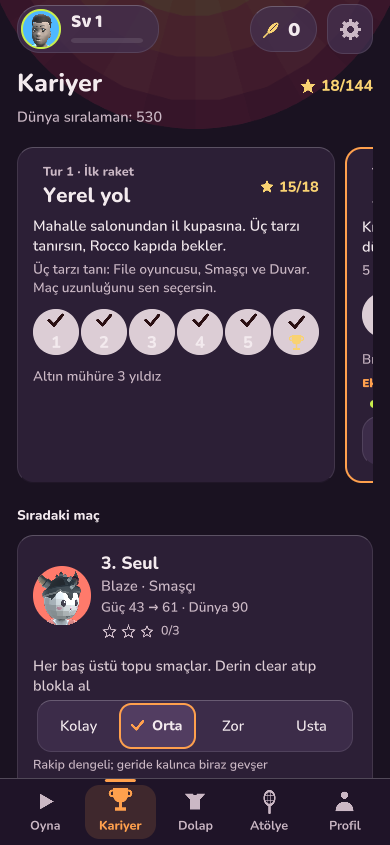 Sv 1
0
Kariyer
18/144
Dünya sıralaman: 530
Tur 1 · İlk raket
Yerel yol
15/18
Mahalle salonundan il kupasına. Üç tarzı
tanırsın, Rocco kapıda bekler.
Üç tarzı tanı: File oyuncusu, Smaşçı ve Duvar.
Maç uzunluğunu sen seçersin.
1 2 3 4 5
Altın mühüre 3 yıldız
5
Sıradaki maç
3. Seul
Blaze · Smaşçı
Güç 43 → 61 · Dünya 90
0/3
Her baş üstü topu smaçlar. Derin clear atıp
blokla al
Kolay Orta Zor Usta
Rakip dengeli; geride kalınca biraz gevşer
Oyna Kariyer Dolap Atölye Profil